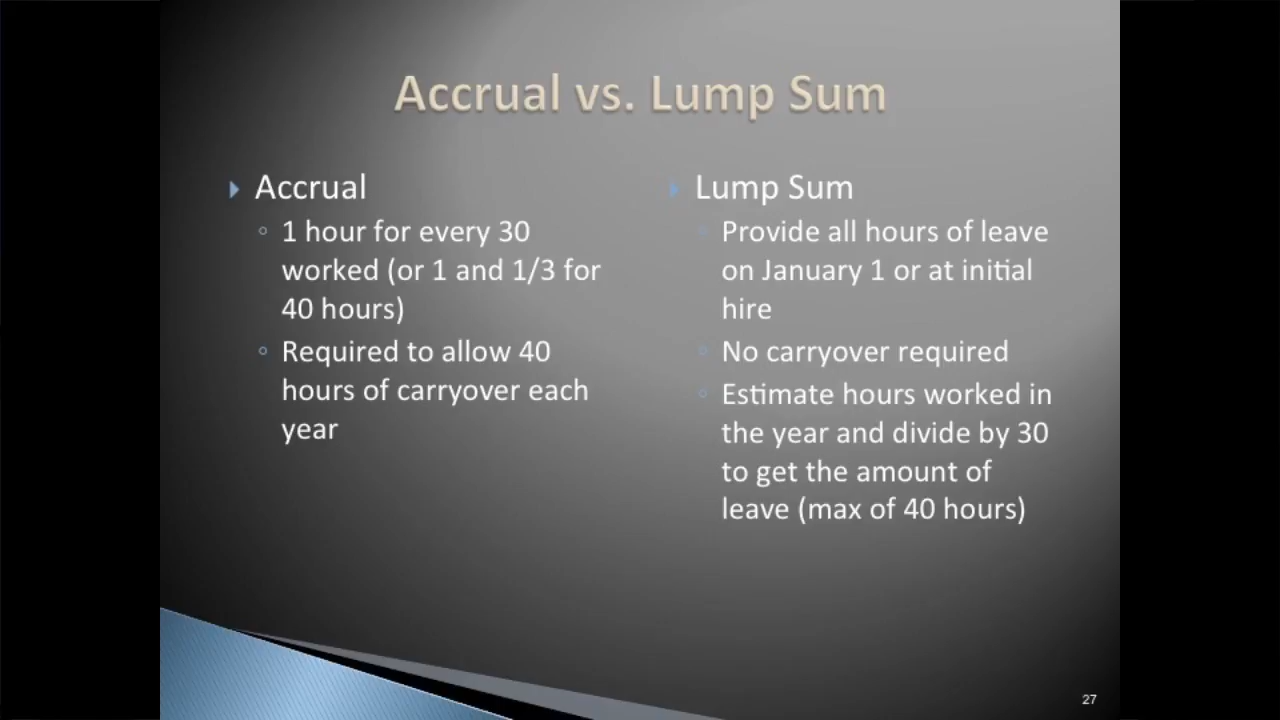 Accrual vs. Lump Sum
Accrual
1 hour for every 30
worked (or 1 and 1/3 for
40 hours)
Required to allow 40
hours of carryover each
year
Lump Sum
Provide all hours of leave
on January 1 or at initial
hire
No carryover required
Estimate hours worked in
the year and divide by 30
to get the amount of
leave (max of 40 hours)
27